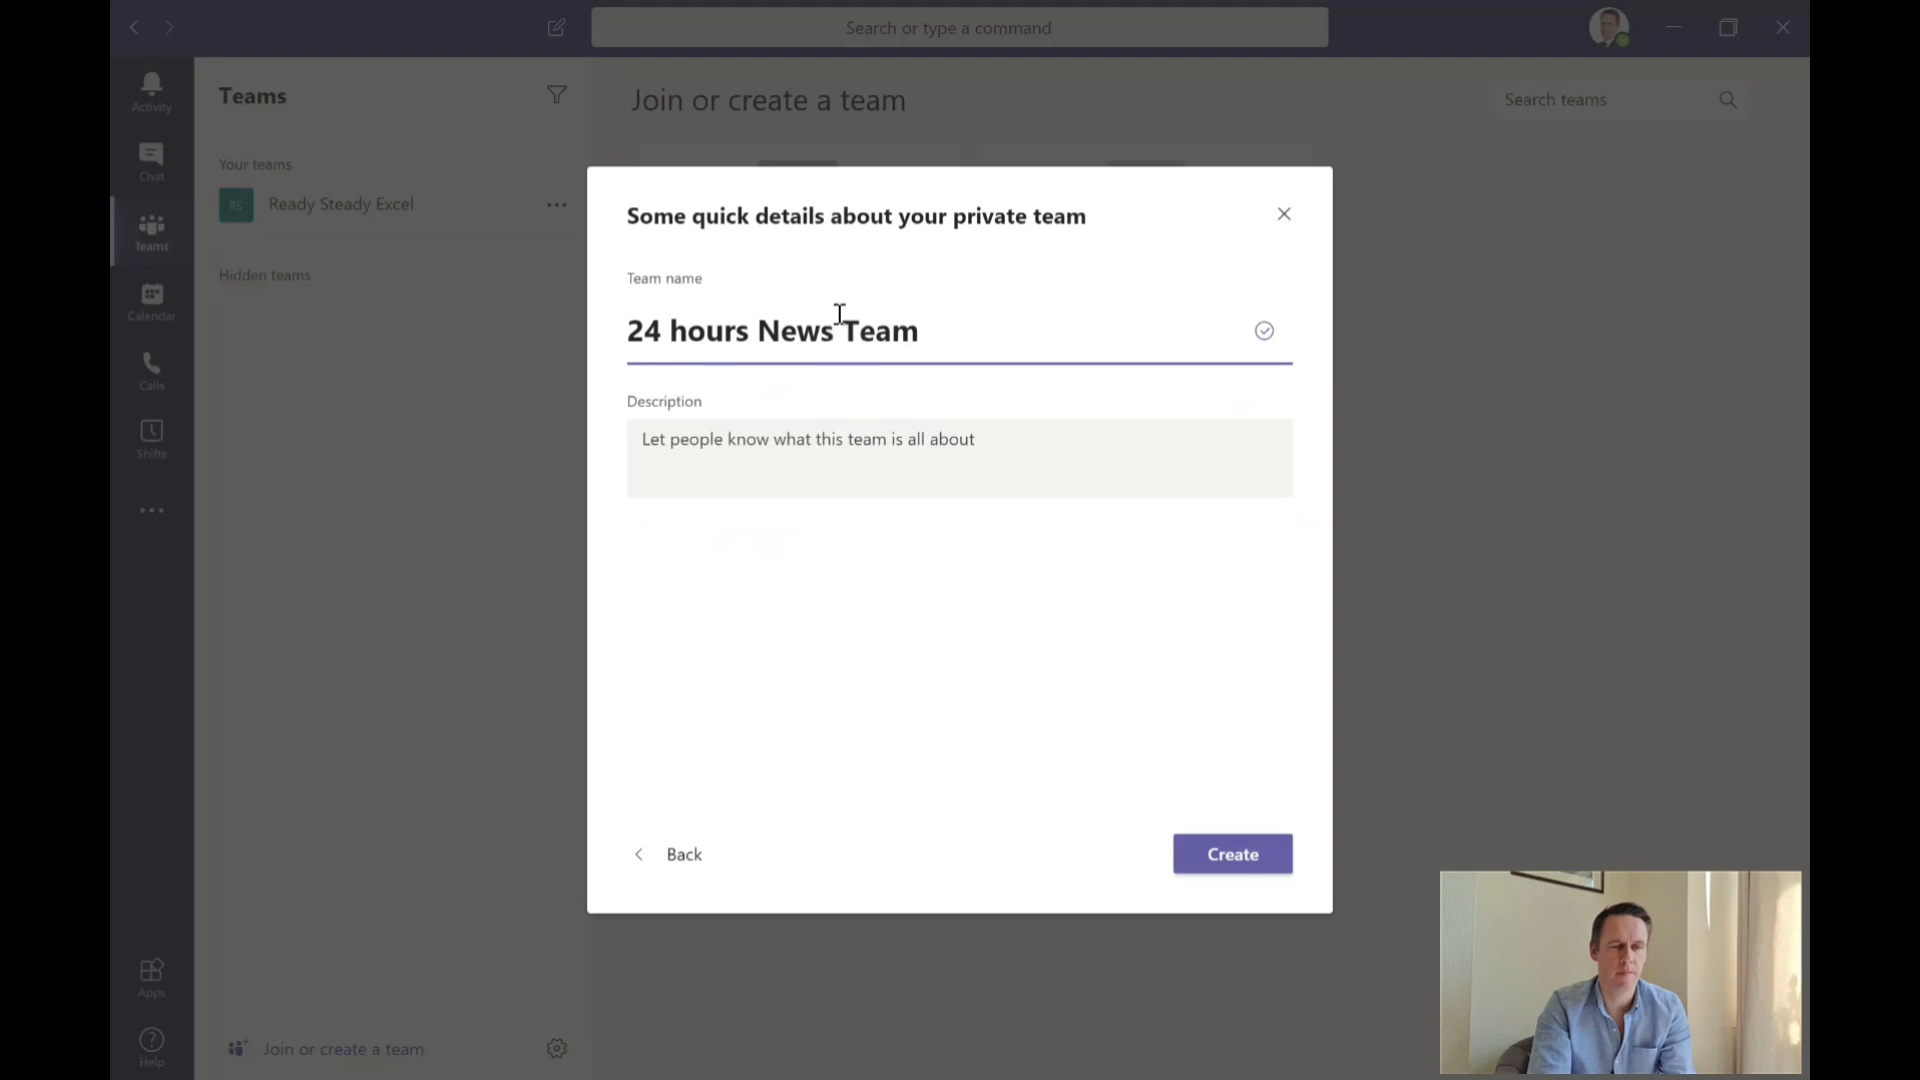 Search or type a command
Activity
Chat
Teams
Calendar
Calls
Shifts
Apps
Help
Teams
Your teams
RS Ready Steady Excel
Hidden teams
Join or create a team
Join or create a team
Search teams
Some quick details about your private team
Team name
24 hours News Team
Description
Let people know what this team is all about
Back
Create